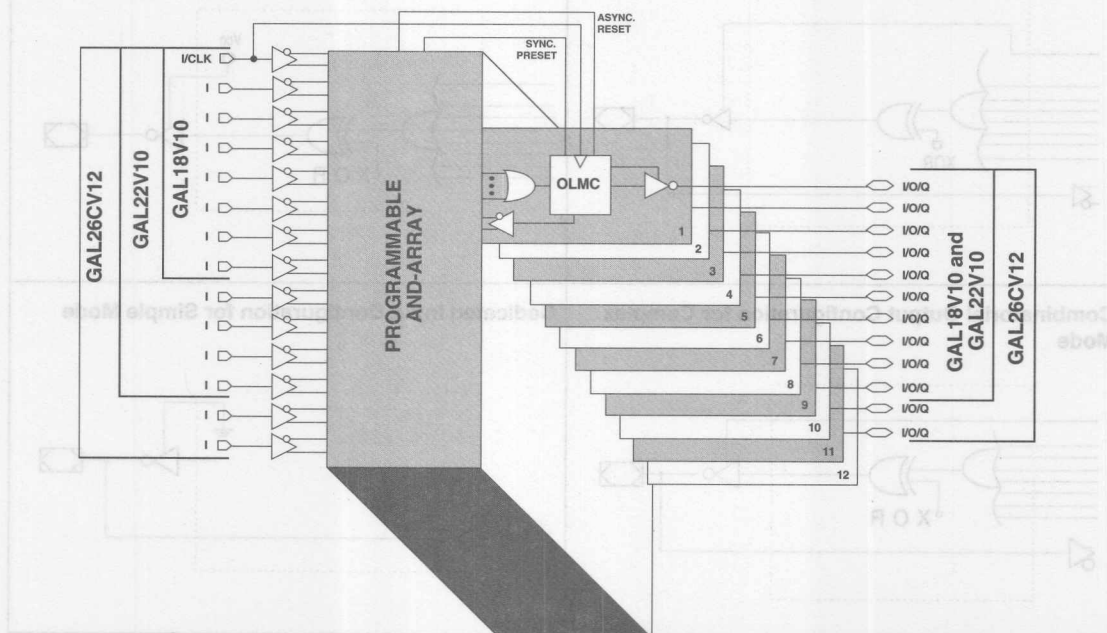 ASYNC.
RESET
SYNC.
PRESET
I/CLK
I
I
I
I
I
I
I
I
I
I
I
I
I
GAL26CV12
GAL22V10
GAL18V10
PROGRAMMABLE
AND-ARRAY
OLMC
1
2
3
4
5
6
7
8
9
10
11
12
I/O/Q
I/O/Q
I/O/Q
I/O/Q
I/O/Q
I/O/Q
I/O/Q
I/O/Q
I/O/Q
I/O/Q
I/O/Q
I/O/Q
GAL18V10 and
GAL22V10
GAL26CV12